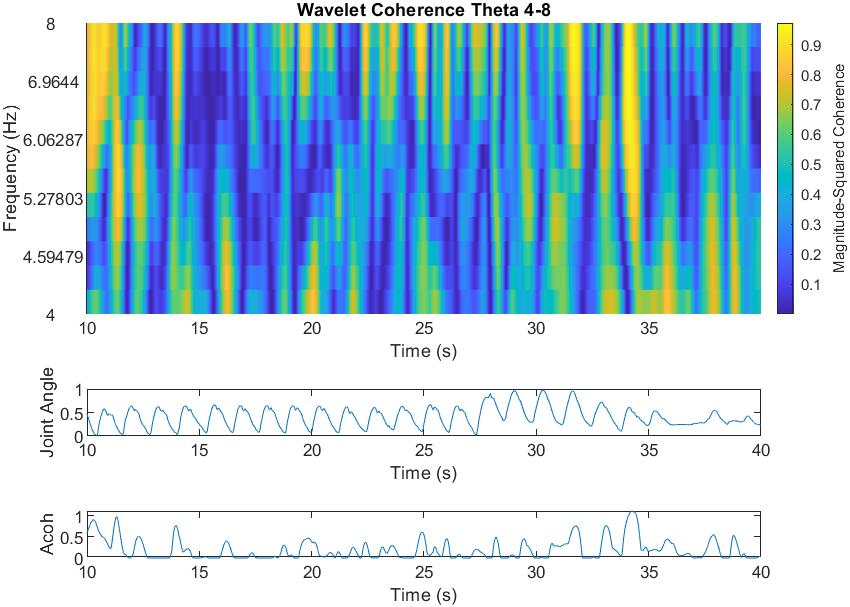 Wavelet Coherence Theta 4-8
8
6.9644
6.06287
5.27803
4.59479
4
Frequency (Hz)
10 15 20 25 30 35
Time (s)
0.9
0.8
0.7
0.6
0.5
0.4
0.3
0.2
0.1
Magnitude-Squared Coherence
Joint Angle
1
0.5
0
10 15 20 25 30 35 40
Time (s)
Acoh
1
0.5
0
10 15 20 25 30 35 40
Time (s)